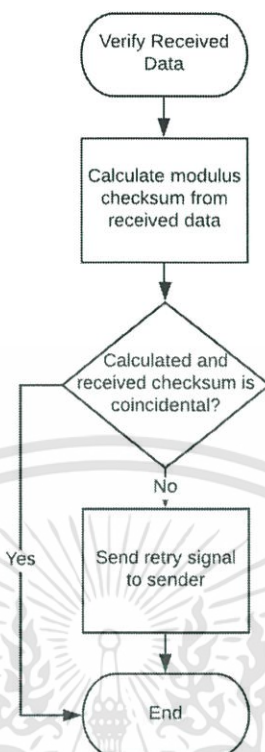 Verify Received
Data
Calculate modulus
checksum from
received data
Calculated and
received checksum is
coincidental?
No
Yes
Send retry signal
to sender
End